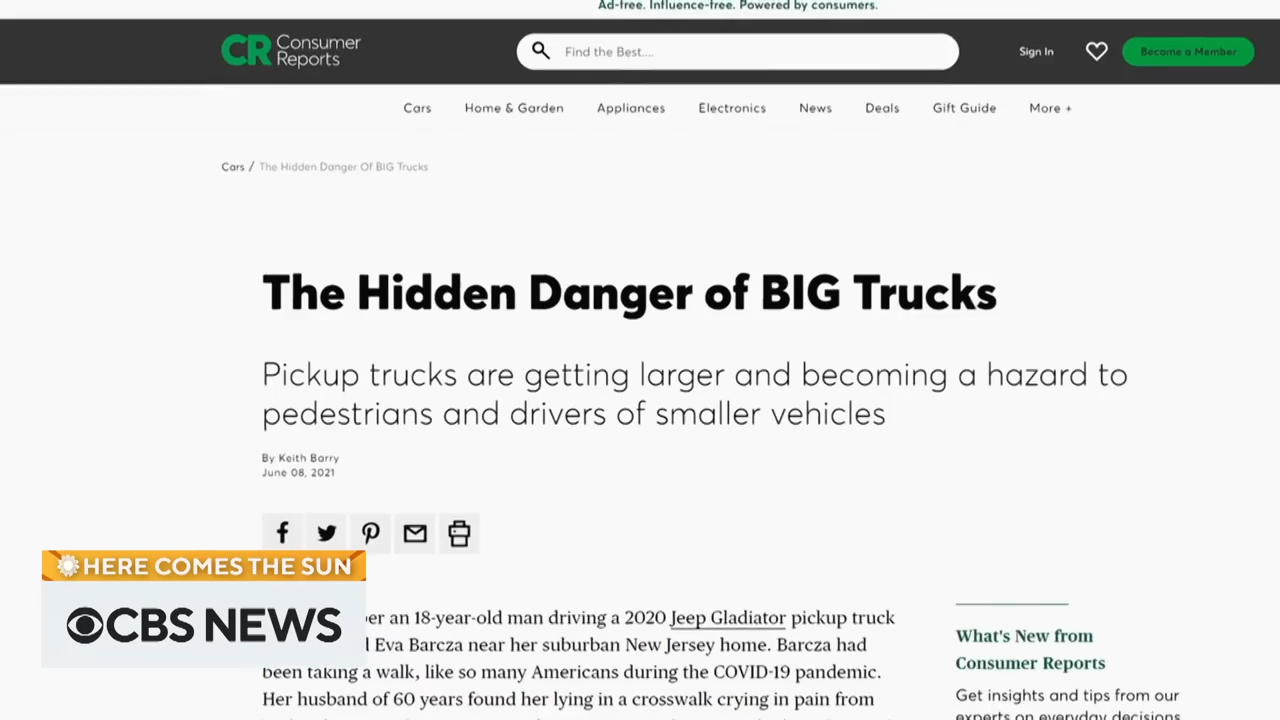 Ad-free. Influence-free. Powered by consumers.
CR Consumer Reports
Find the Best....
Sign In
Become a Member
Cars Home & Garden Appliances Electronics News Deals Gift Guide More +
Cars / The Hidden Danger Of BIG Trucks
The Hidden Danger of BIG Trucks
Pickup trucks are getting larger and becoming a hazard to
pedestrians and drivers of smaller vehicles
By Keith Barry
June 08, 2021
HERE COMES THE SUN
CBS NEWS
er an 18-year-old man driving a 2020 Jeep Gladiator pickup truck
Eva Barcza near her suburban New Jersey home. Barcza had
been taking a walk, like so many Americans during the COVID-19 pandemic.
Her husband of 60 years found her lying in a crosswalk crying in pain from
What's New from
Consumer Reports
Get insights and tips from our
experts on everyday decisions